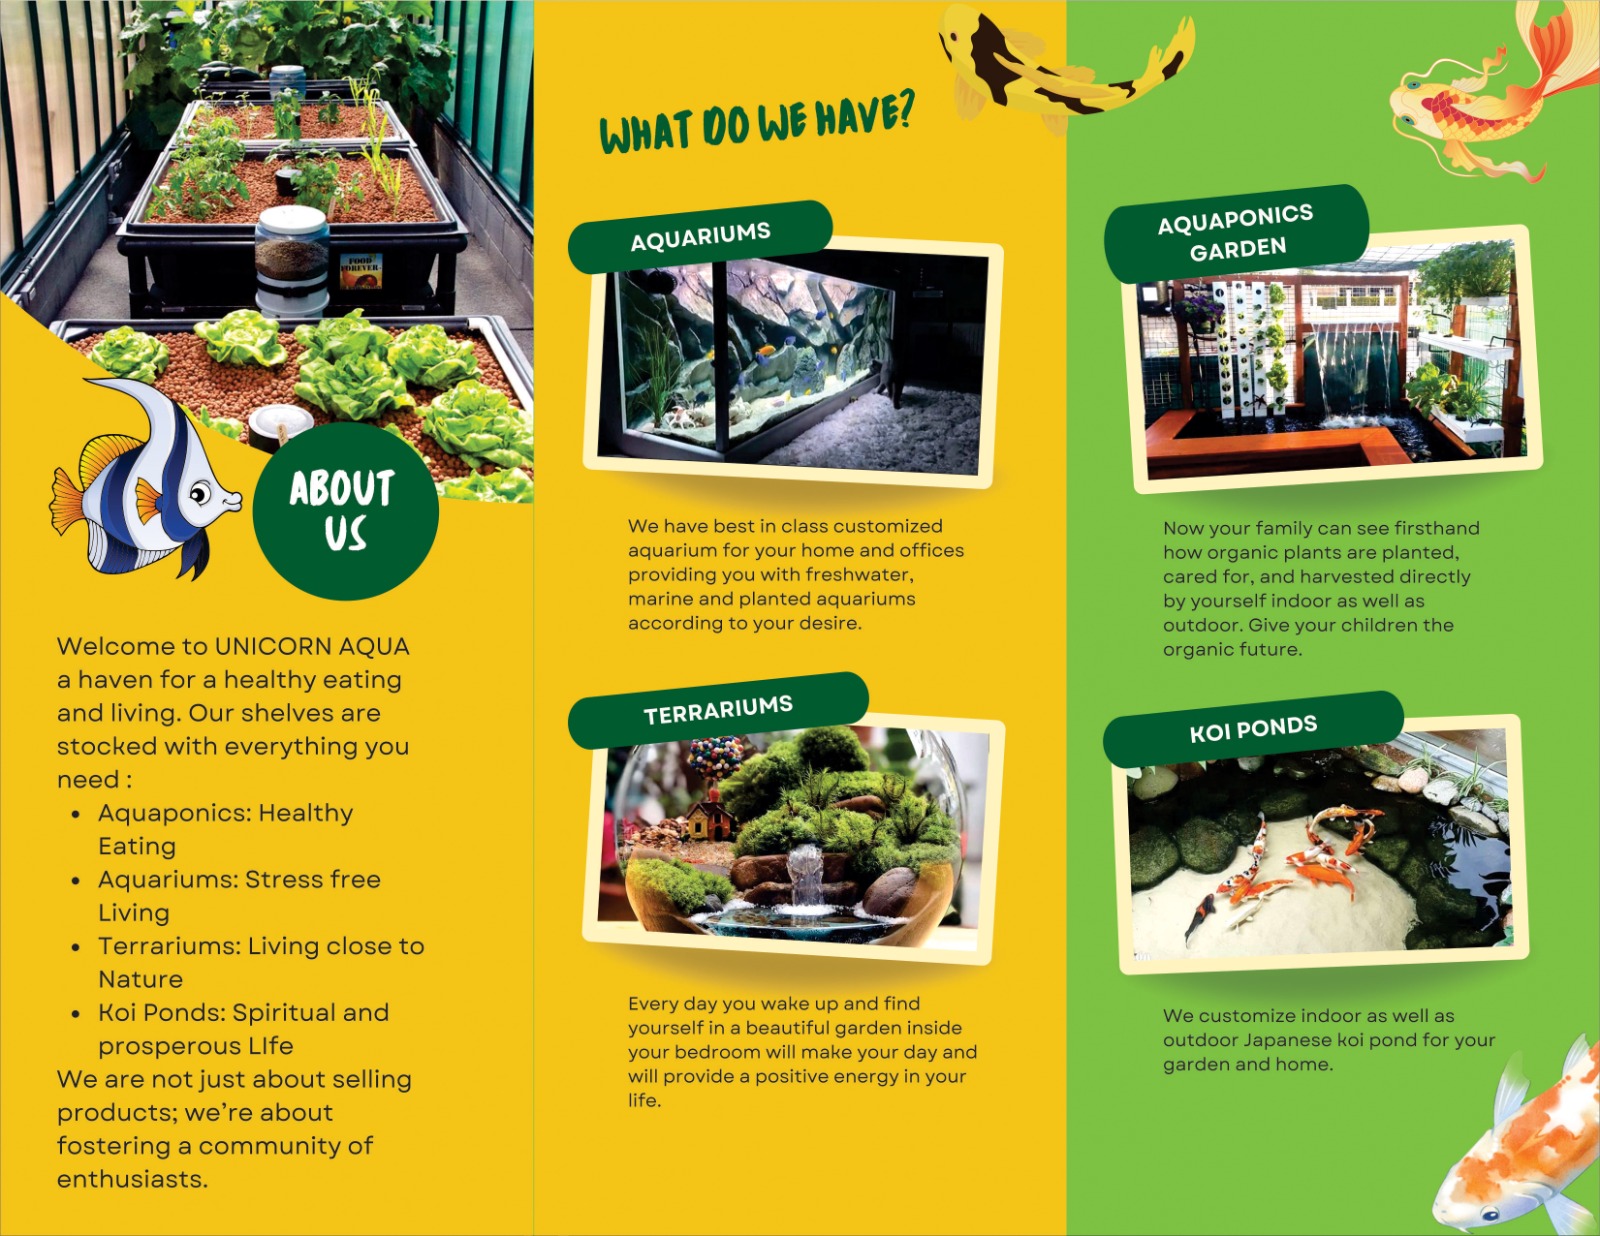 FOOD
FOREVER
ABOUT
US
Welcome to UNICORN AQUA
a haven for a healthy eating
and living. Our shelves are
stocked with everything you
need :
• Aquaponics: Healthy
Eating
• Aquariums: Stress free
Living
• Terrariums: Living close to
Nature
• Koi Ponds: Spiritual and
prosperous LIfe
We are not just about selling
products; we’re about
fostering a community of
enthusiasts.
WHAT DO WE HAVE?
AQUARIUMS
We have best in class customized
aquarium for your home and offices
providing you with freshwater,
marine and planted aquariums
according to your desire.
TERRARIUMS
Every day you wake up and find
yourself in a beautiful garden inside
your bedroom will make your day and
will provide a positive energy in your
life.
AQUAPONICS
GARDEN
Now your family can see firsthand
how organic plants are planted,
cared for, and harvested directly
by yourself indoor as well as
outdoor. Give your children the
organic future.
KOI PONDS
We customize indoor as well as
outdoor Japanese koi pond for your
garden and home.